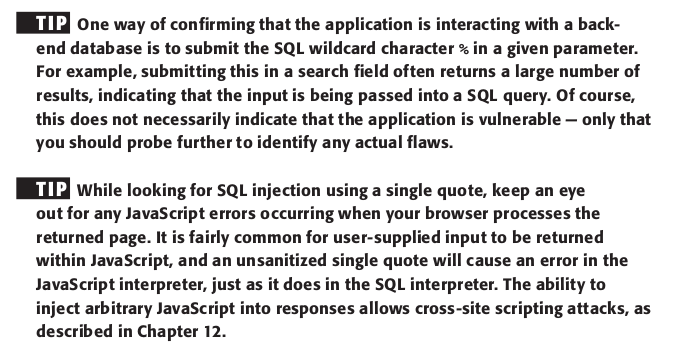 TIP One way of confirming that the application is interacting with a back-
end database is to submit the SQL wildcard character % in a given parameter.
For example, submitting this in a search field often returns a large number of
results, indicating that the input is being passed into a SQL query. Of course,
this does not necessarily indicate that the application is vulnerable — only that
you should probe further to identify any actual flaws.
TIP While looking for SQL injection using a single quote, keep an eye
out for any JavaScript errors occurring when your browser processes the
returned page. It is fairly common for user-supplied input to be returned
within JavaScript, and an unsanitized single quote will cause an error in the
JavaScript interpreter, just as it does in the SQL interpreter. The ability to
inject arbitrary JavaScript into responses allows cross-site scripting attacks, as
described in Chapter 12.